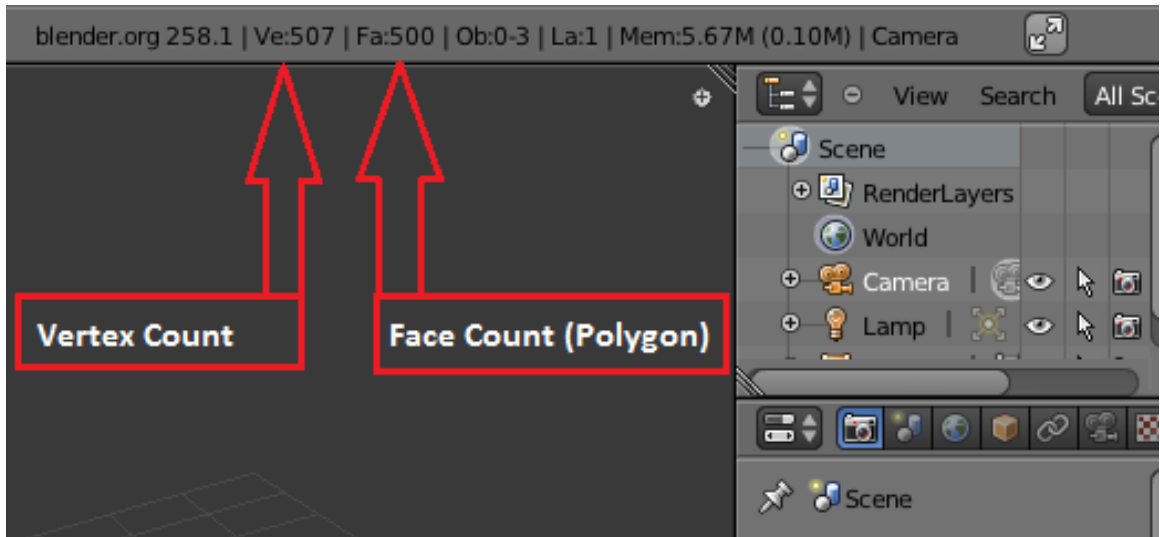 blender.org 258.1 | Ve:507 | Fa:500 | Ob:0-3 | La:1 | Mem:5.67M (0.10M) | Camera
View Search All Sc
Scene
RenderLayers
World
Camera
Vertex Count
Face Count (Polygon)
Lamp
Scene